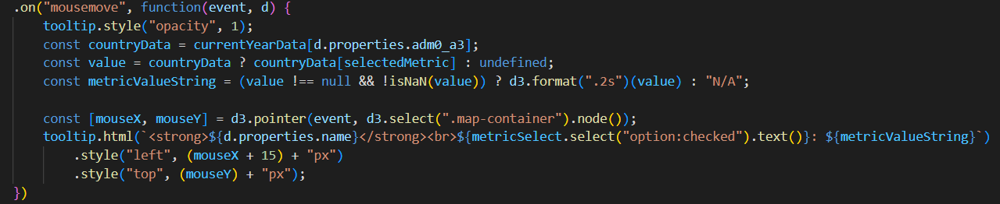 .on("mousemove", function(event, d) {
    tooltip.style("opacity", 1);
    const countryData = currentYearData[d.properties.adm0_a3];
    const value = countryData ? countryData[selectedMetric] : undefined;
    const metricValueString = (value !== null && !isNaN(value)) ? d3.format(".2s")(value) : "N/A";

    const [mouseX, mouseY] = d3.pointer(event, d3.select(".map-container").node());
    tooltip.html(`<strong>${d.properties.name}</strong><br>${metricSelect.select("option:checked").text()}: ${metricValueString}`)
        .style("left", (mouseX + 15) + "px")
        .style("top", (mouseY) + "px");
})